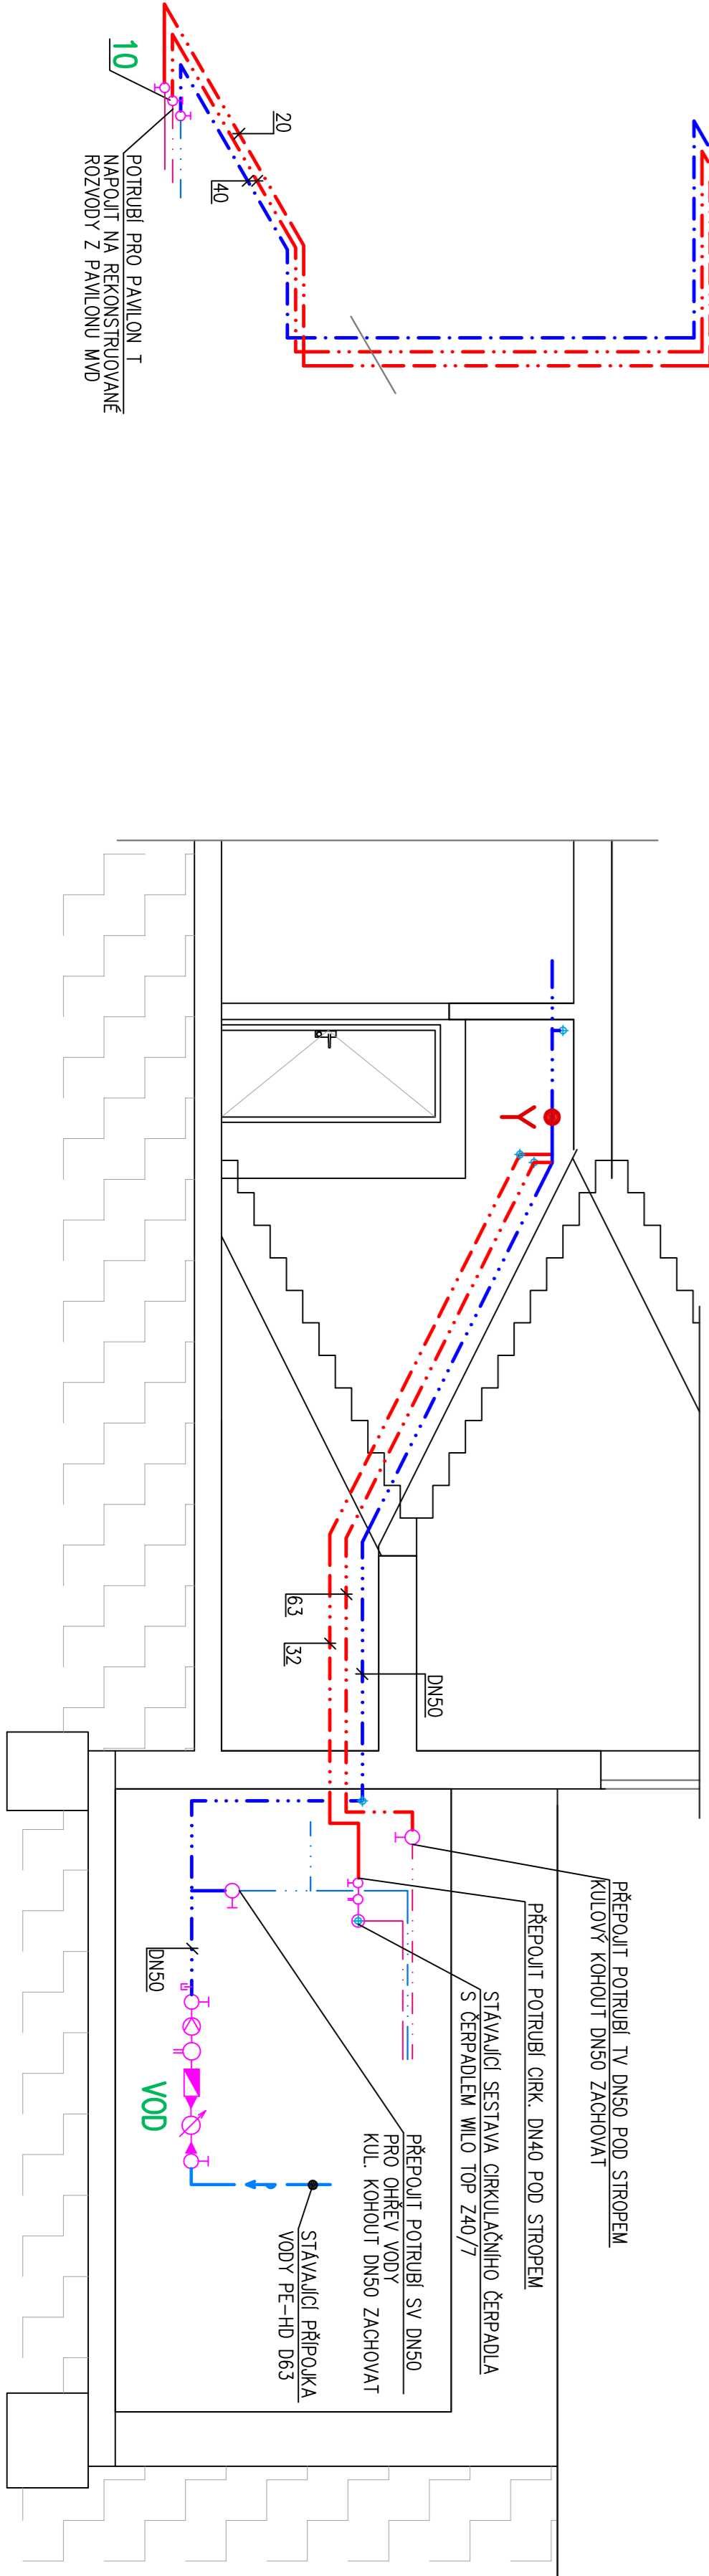 10
20
40
POTRUBÍ PRO PAVILON T
NAPOJIT NA REKONSTRUOVANÉ
ROZVODY Z PAVILONU MVD
Y
63
32
DN50
PŘEPOJIT POTRUBÍ TV DN50 POD STROPEM
KULOVÝ KOHOUT DN50 ZACHOVAT
PŘEPOJIT POTRUBÍ CIRK. DN40 POD STROPEM
STÁVAJÍCÍ SESTAVA CIRKULAČNÍHO ČERPADLA
S ČERPADLEM WILO TOP Z40/7
PŘEPOJIT POTRUBÍ SV DN50
PRO OHŘEV VODY
KUL. KOHOUT DN50 ZACHOVAT
STÁVAJÍCÍ PŘÍPOJKA
VODY PE-HD D63
DN50
VOD